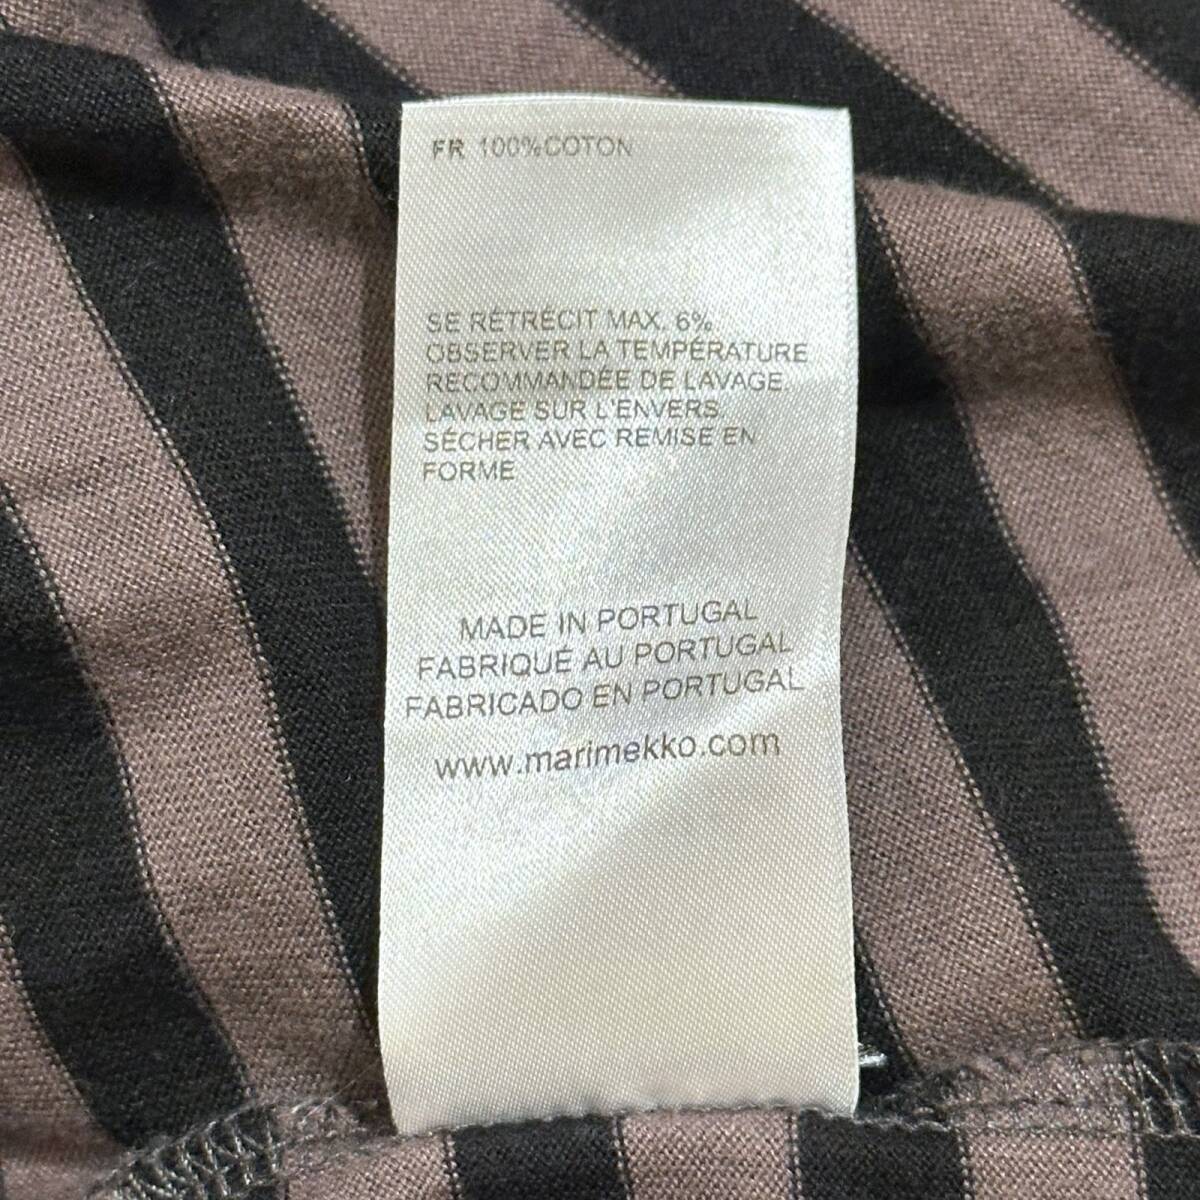 FR 100%COTON
SE RÉTRÉCIT MAX. 6%
OBSERVER LA TEMPÉRATURE
RECOMMANDÉE DE LAVAGE.
LAVAGE SUR L'ENVERS
SÉCHER AVEC REMISE EN
FORME
MADE IN PORTUGAL
FABRIQUÉ AU PORTUGAL
FABRICADO EN PORTUGAL
www.marimekko.com